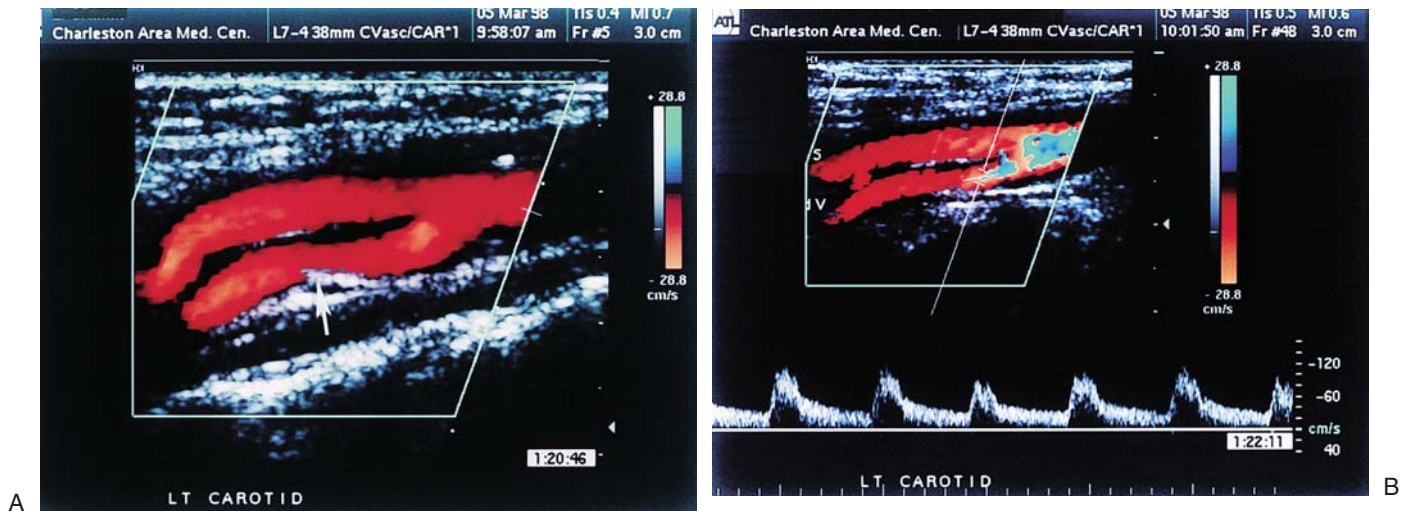 05 Mar 98 TIs 0.4 MI 0.7
Charleston Area Med. Cen. L7-4 38mm CVasc/CAR*1 9:58:07 am Fr #5 3.0 cm
+ 28.8
- 28.8
cm/s
1:20:46
LT CAROTID
A
05 Mar 98 TIs 0.5 MI 0.6
ATL Charleston Area Med. Cen. L7-4 38mm CVasc/CAR*1 10:01:50 am Fr #48 3.0 cm
+ 28.8
S
d V
- 28.8
cm/s
-120
-60
cm/s
40
1:22:11
LT CAROTID
B